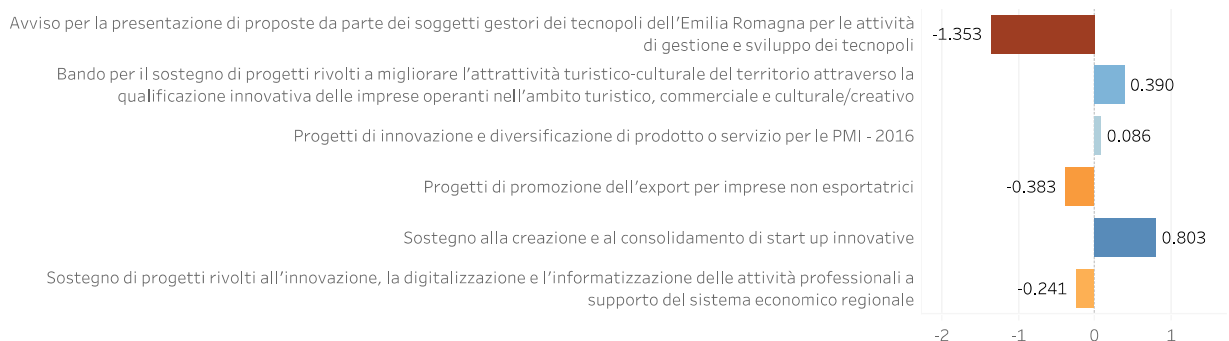 Avviso per la presentazione di proposte da parte dei soggetti gestori dei tecnopoli dell'Emilia Romagna per le attività
di gestione e sviluppo dei tecnopoli
-1.353
Bando per il sostegno di progetti rivolti a migliorare l'attrattività turistico-culturale del territorio attraverso la
qualificazione innovativa delle imprese operanti nell'ambito turistico, commerciale e culturale/creativo
0.390
Progetti di innovazione e diversificazione di prodotto o servizio per le PMI - 2016
0.086
Progetti di promozione dell'export per imprese non esportatrici
-0.383
Sostegno alla creazione e al consolidamento di start up innovative
0.803
Sostegno di progetti rivolti all'innovazione, la digitalizzazione e l'informatizzazione delle attività professionali a
supporto del sistema economico regionale
-0.241
-2 -1 0 1